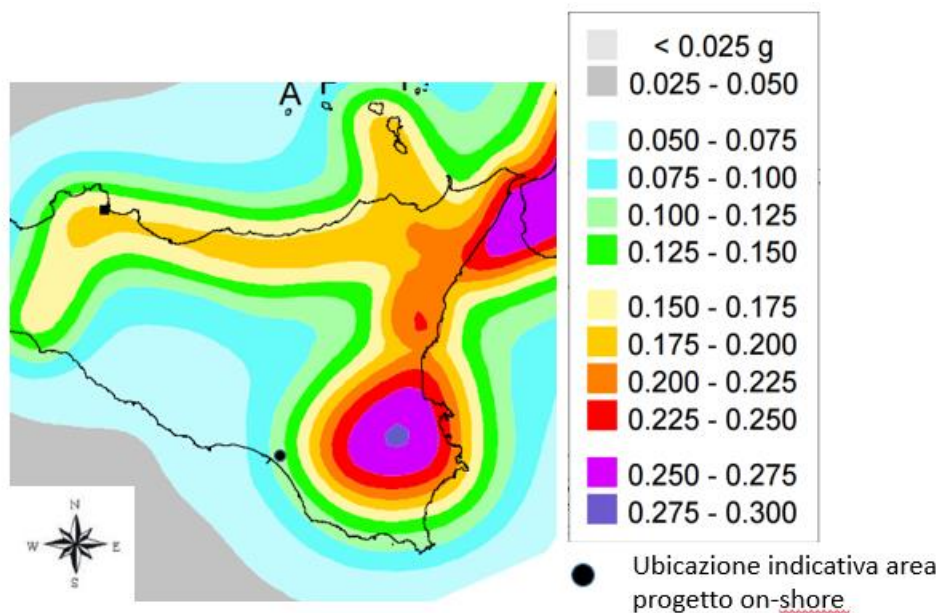 < 0.025 g
0.025 - 0.050
0.050 - 0.075
0.075 - 0.100
0.100 - 0.125
0.125 - 0.150
0.150 - 0.175
0.175 - 0.200
0.200 - 0.225
0.225 - 0.250
0.250 - 0.275
0.275 - 0.300
A
N
W E
S
Ubicazione indicativa area
progetto on-shore